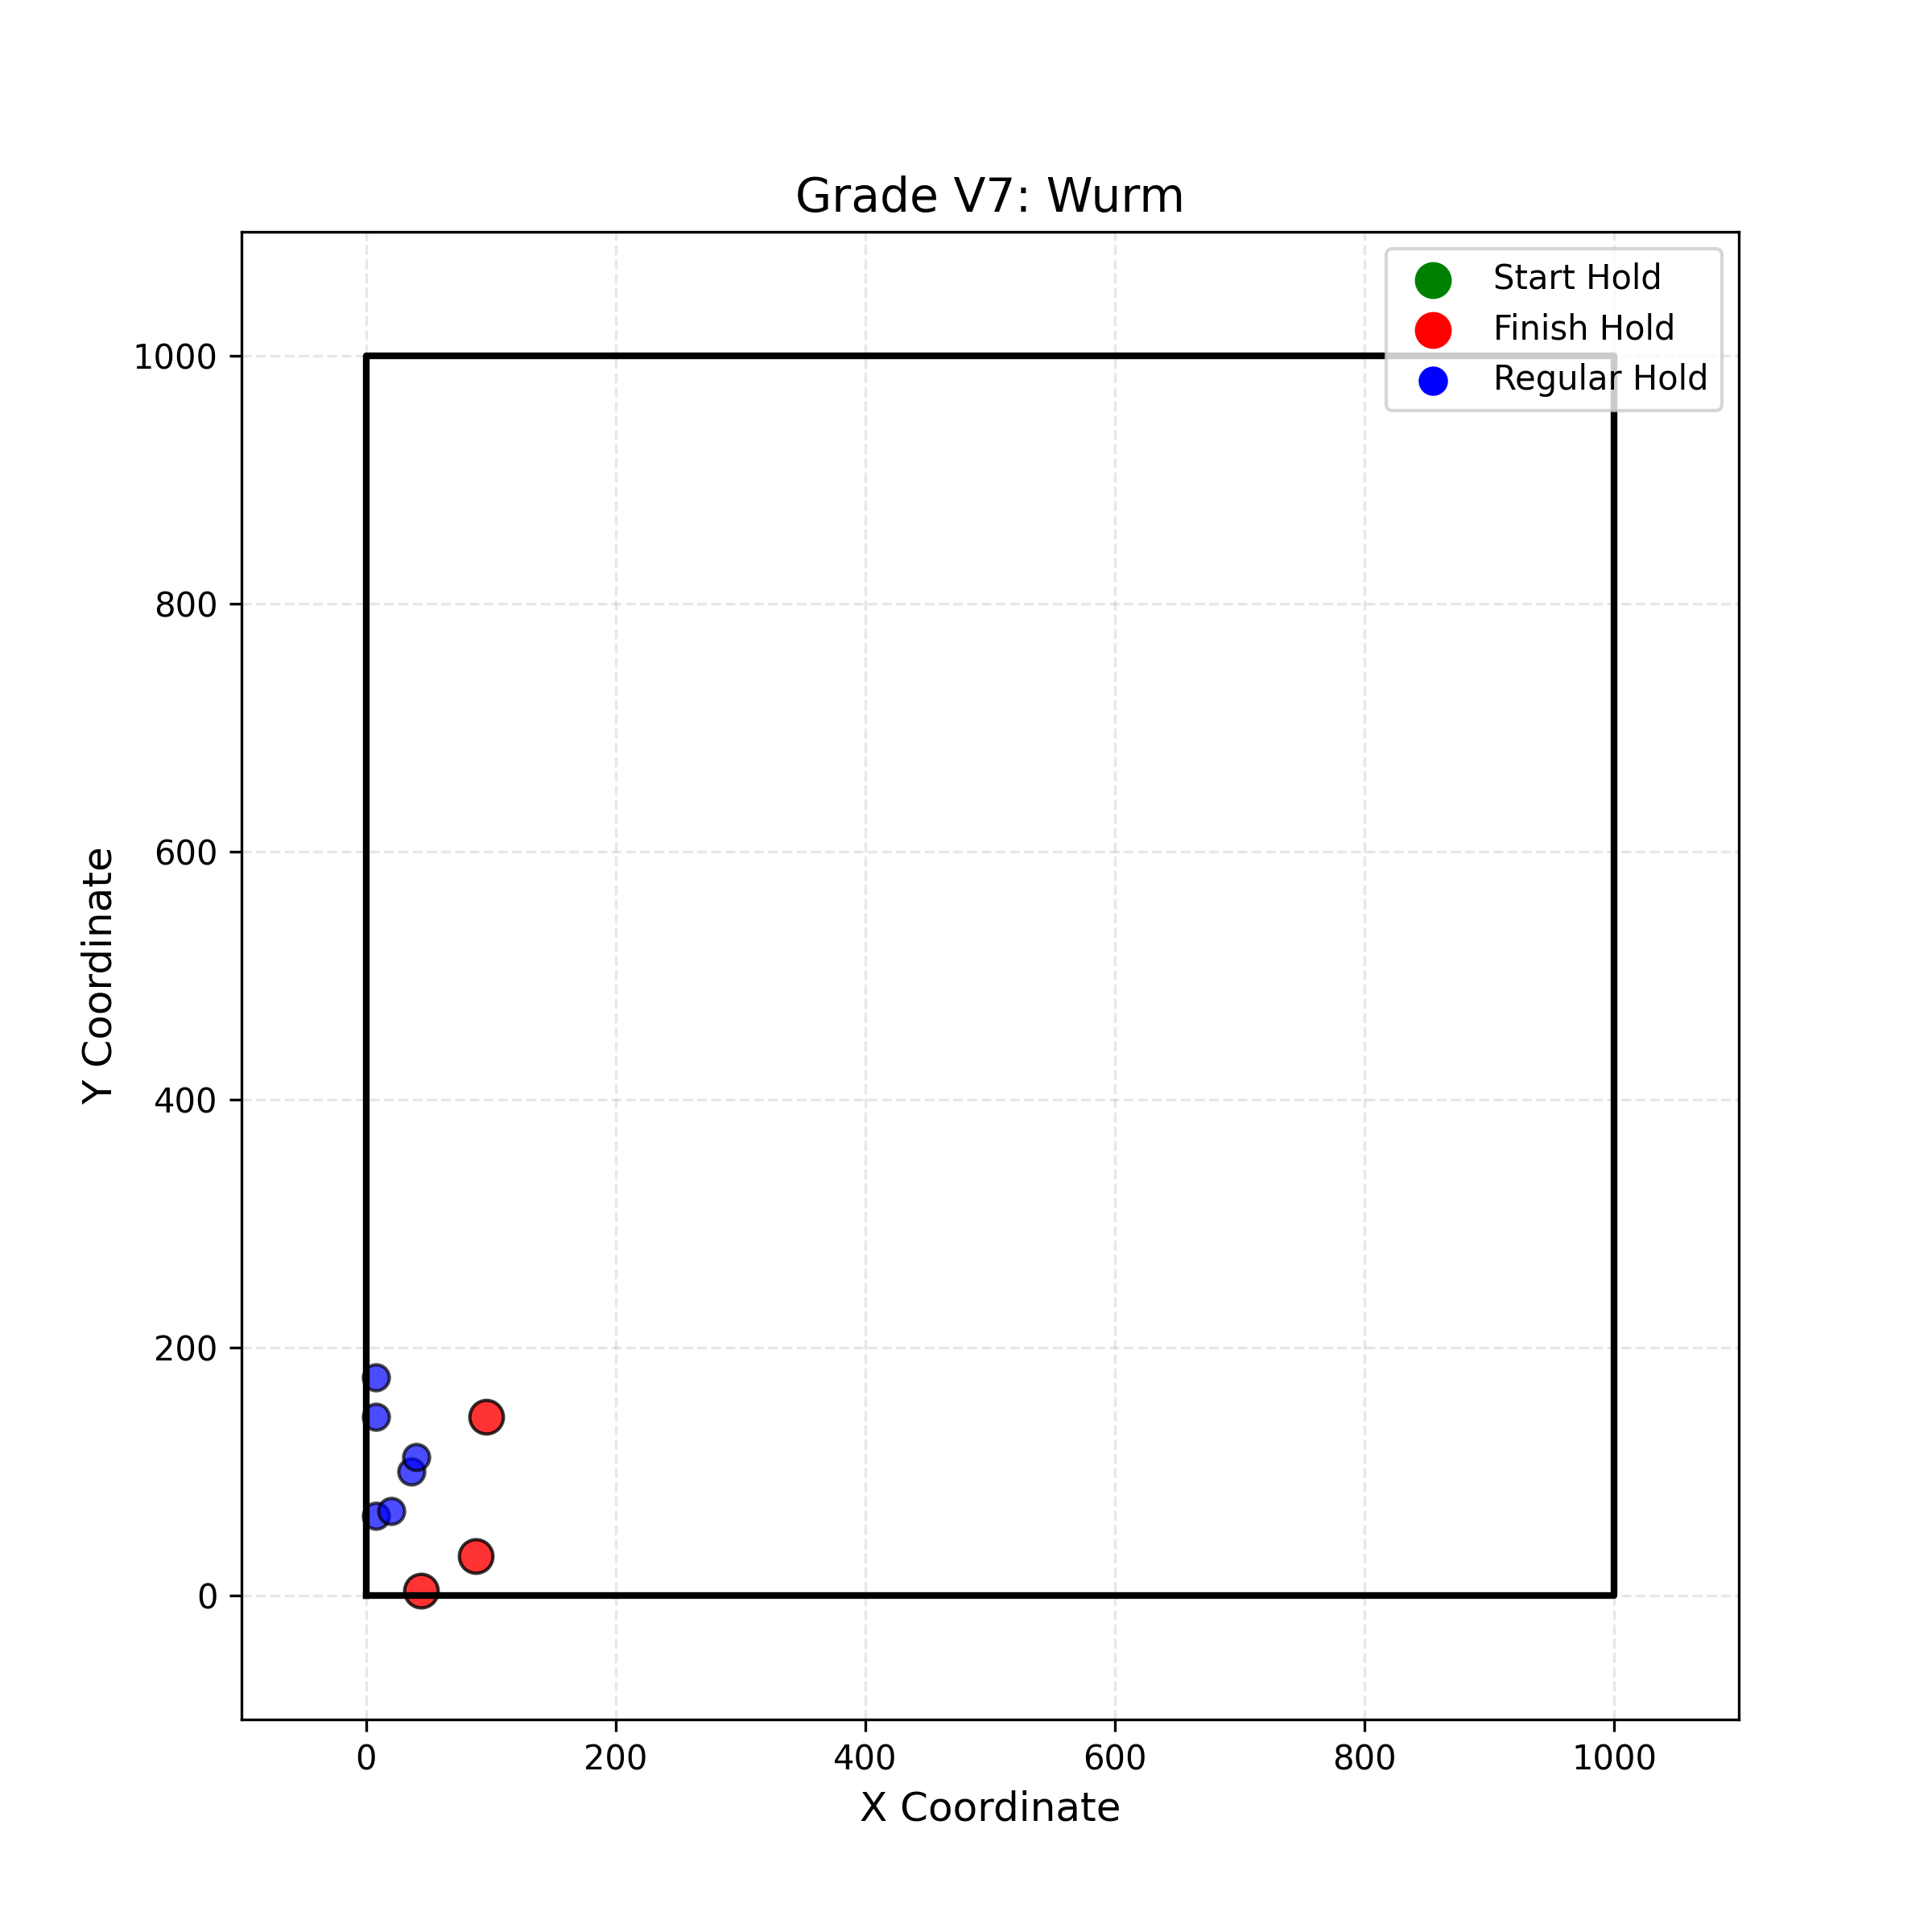 Grade V7: Wurm
Start Hold
Finish Hold
Regular Hold
1000
800
600
400
200
0
Y Coordinate
0 200 400 600 800 1000
X Coordinate